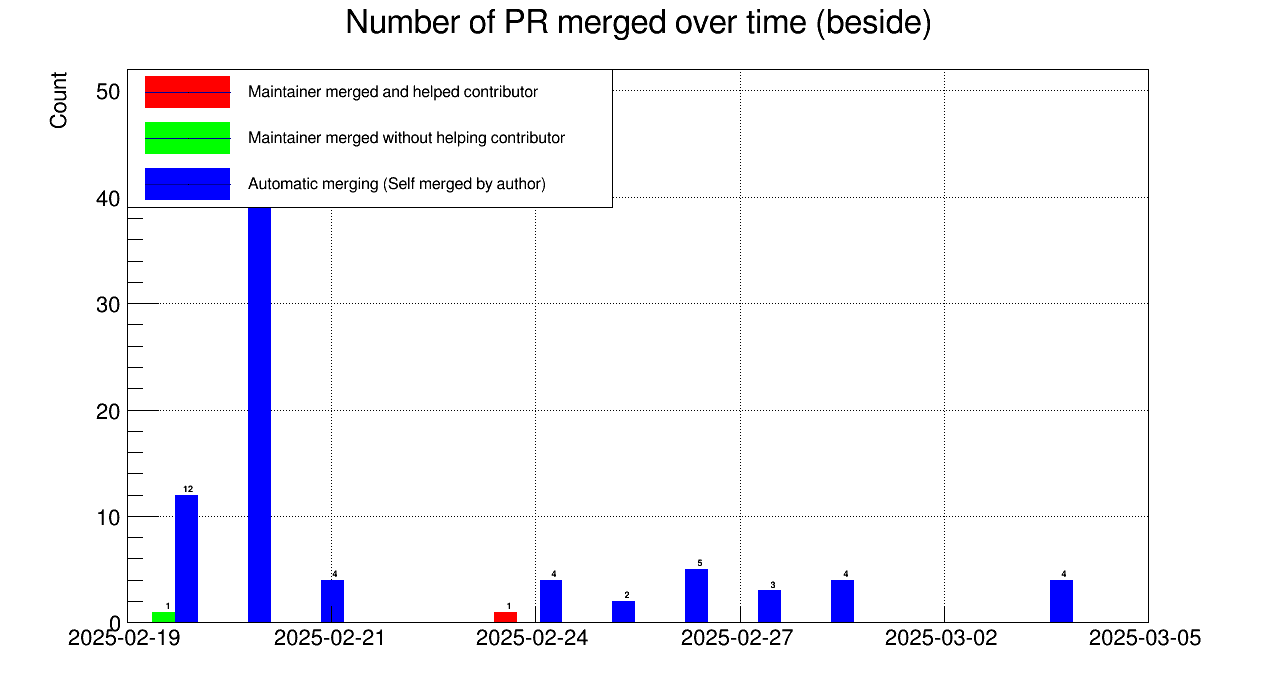 Number of PR merged over time (beside)
Count
50
40
30
20
10
0
Maintainer merged and helped contributor
Maintainer merged without helping contributor
Automatic merging (Self merged by author)
1
12
4
1
4
2
5
3
4
4
2025-02-19 2025-02-21 2025-02-24 2025-02-27 2025-03-02 2025-03-05